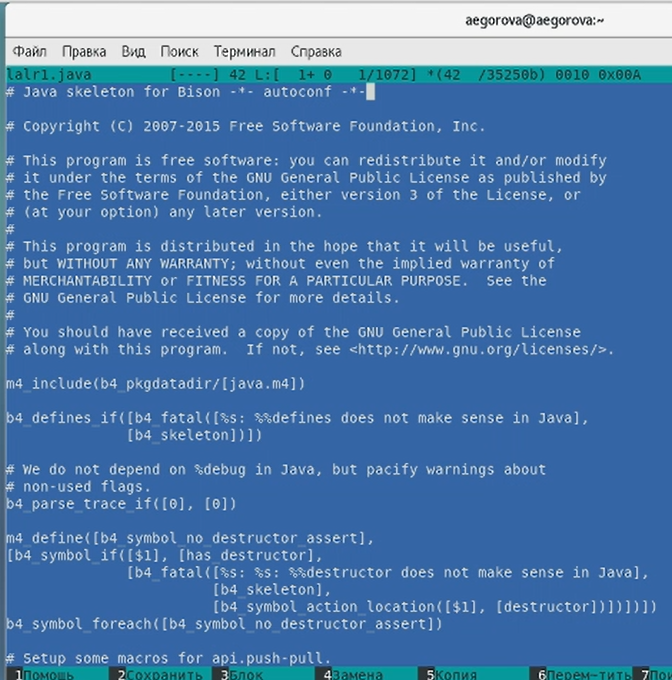 aegorova@aegorova:~
Файл Правка Вид Поиск Терминал Справка
lalr1.java [----] 42 L:[ 1+ 0 1/1072] *(42 /35250b) 0010 0x00A
# Java skeleton for Bison -*- autoconf -*-
# Copyright (C) 2007-2015 Free Software Foundation, Inc.
# This program is free software: you can redistribute it and/or modify
# it under the terms of the GNU General Public License as published by
# the Free Software Foundation, either version 3 of the License, or
# (at your option) any later version.
#
# This program is distributed in the hope that it will be useful,
# but WITHOUT ANY WARRANTY; without even the implied warranty of
# MERCHANTABILITY or FITNESS FOR A PARTICULAR PURPOSE.  See the
# GNU General Public License for more details.
#
# You should have received a copy of the GNU General Public License
# along with this program.  If not, see <http://www.gnu.org/licenses/>.
m4_include(b4_pkgdatadir/[java.m4])
b4_defines_if([b4_fatal([%s: %%defines does not make sense in Java],
[b4_skeleton])])
# We do not depend on %debug in Java, but pacify warnings about
# non-used flags.
b4_parse_trace_if([0], [0])
m4_define([b4_symbol_no_destructor_assert],
[b4_symbol_if([$1], [has_destructor],
[b4_fatal([%s: %s: %%destructor does not make sense in Java],
[b4_skeleton],
[b4_symbol_action_location([$1], [destructor])])])])
b4_symbol_foreach([b4_symbol_no_destructor_assert])
# Setup some macros for api.push-pull.
1Помощь 2Сохранить 3Блок 4Замена 5Копия 6Перем~тить 7